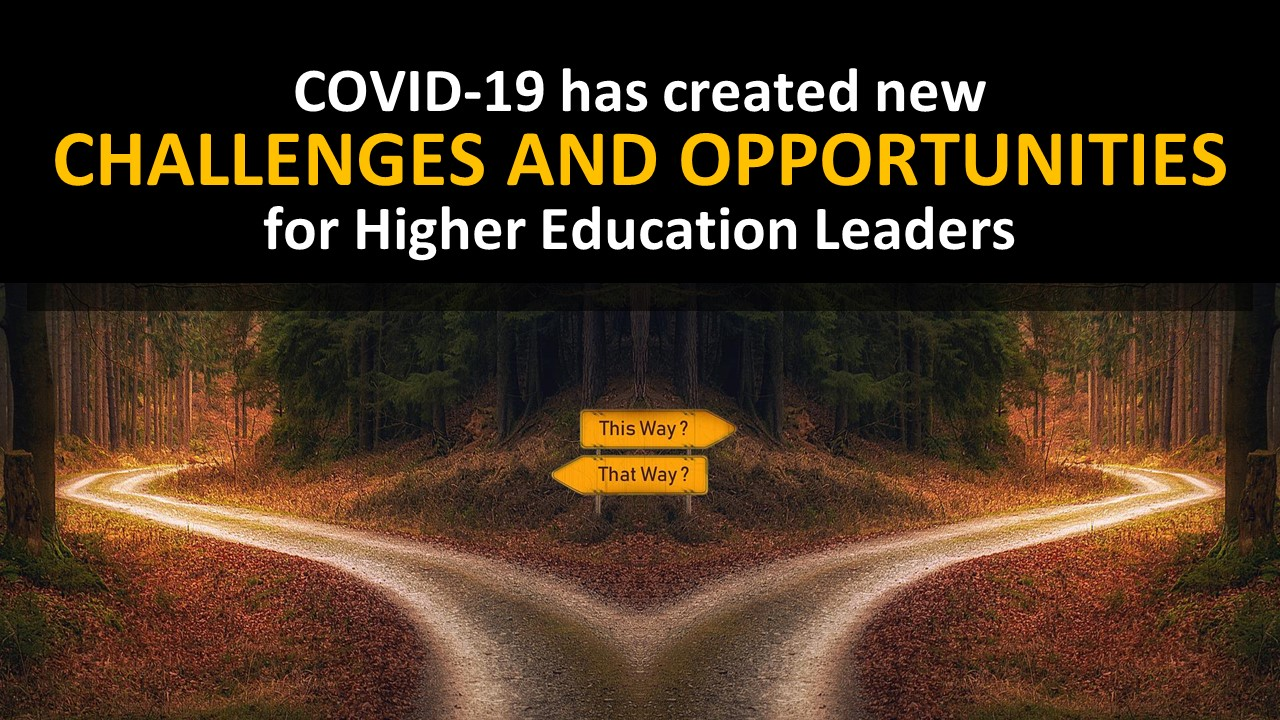 COVID-19 has created new
CHALLENGES AND OPPORTUNITIES
for Higher Education Leaders
This Way ?
That Way ?